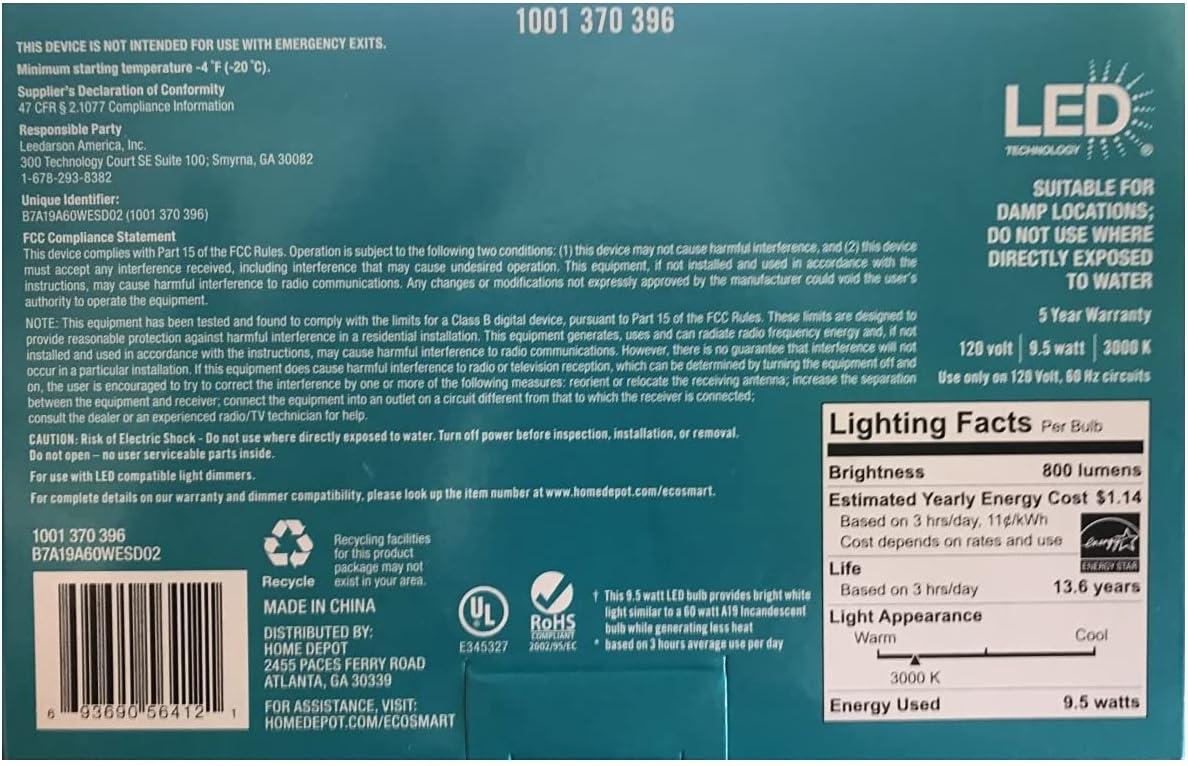 1001 370 396
THIS DEVICE IS NOT INTENDED FOR USE WITH EMERGENCY EXITS.
Minimum starting temperature -4 °F (-20 °C).
Supplier's Declaration of Conformity
47 CFR § 2.1077 Compliance Information
Responsible Party
Leedarson America, Inc.
300 Technology Court SE Suite 100; Smyrna, GA 30082
1-678-293-8382
Unique Identifier:
B7A19A60WESD02 (1001 370 396)
FCC Compliance Statement
This device complies with Part 15 of the FCC Rules. Operation is subject to the following two conditions: (1) this device may not cause harmful interference, and (2) this device
must accept any interference received, including interference that may cause undesired operation. This equipment, if not installed and used in accordance with the
instructions, may cause harmful interference to radio communications. Any changes or modifications not expressly approved by the manufacturer could void the user's
authority to operate the equipment.
NOTE: This equipment has been tested and found to comply with the limits for a Class B digital device, pursuant to Part 15 of the FCC Rules. These limits are designed to
provide reasonable protection against harmful interference in a residential installation. This equipment generates, uses and can radiate radio frequency energy and, if not
installed and used in accordance with the instructions, may cause harmful interference to radio communications. However, there is no guarantee that interference will not
occur in a particular installation. If this equipment does cause harmful interference to radio or television reception, which can be determined by turning the equipment off and
on, the user is encouraged to try to correct the interference by one or more of the following measures: reorient or relocate the receiving antenna; increase the separation
between the equipment and receiver; connect the equipment into an outlet on a circuit different from that to which the receiver is connected;
consult the dealer or an experienced radio/TV technician for help.
CAUTION: Risk of Electric Shock - Do not use where directly exposed to water. Turn off power before inspection, installation, or removal.
Do not open – no user serviceable parts inside.
For use with LED compatible light dimmers.
For complete details on our warranty and dimmer compatibility, please look up the item number at www.homedepot.com/ecosmart.
1001 370 396
B7A19A60WESD02
6 93690 56412 1
Recycle
Recycling facilities
for this product
package may not
exist in your area.
MADE IN CHINA
DISTRIBUTED BY:
HOME DEPOT
2455 PACES FERRY ROAD
ATLANTA, GA 30339
FOR ASSISTANCE, VISIT:
HOMEDEPOT.COM/ECOSMART
UL
E345327
RoHS
COMPLIANT
2002/95/EC
† This 9.5 watt LED bulb provides bright white
light similar to a 60 watt A19 Incandescent
bulb while generating less heat
* based on 3 hours average use per day
LED
TECHNOLOGY ®
SUITABLE FOR
DAMP LOCATIONS;
DO NOT USE WHERE
DIRECTLY EXPOSED
TO WATER
5 Year Warranty
120 volt | 9.5 watt | 3000 K
Use only on 120 Volt, 60 Hz circuits
Lighting Facts Per Bulb
Brightness 800 lumens
Estimated Yearly Energy Cost $1.14
Based on 3 hrs/day, 11¢/kWh
Cost depends on rates and use
energy
ENERGY STAR
Life
Based on 3 hrs/day 13.6 years
Light Appearance
Warm Cool
3000 K
Energy Used 9.5 watts